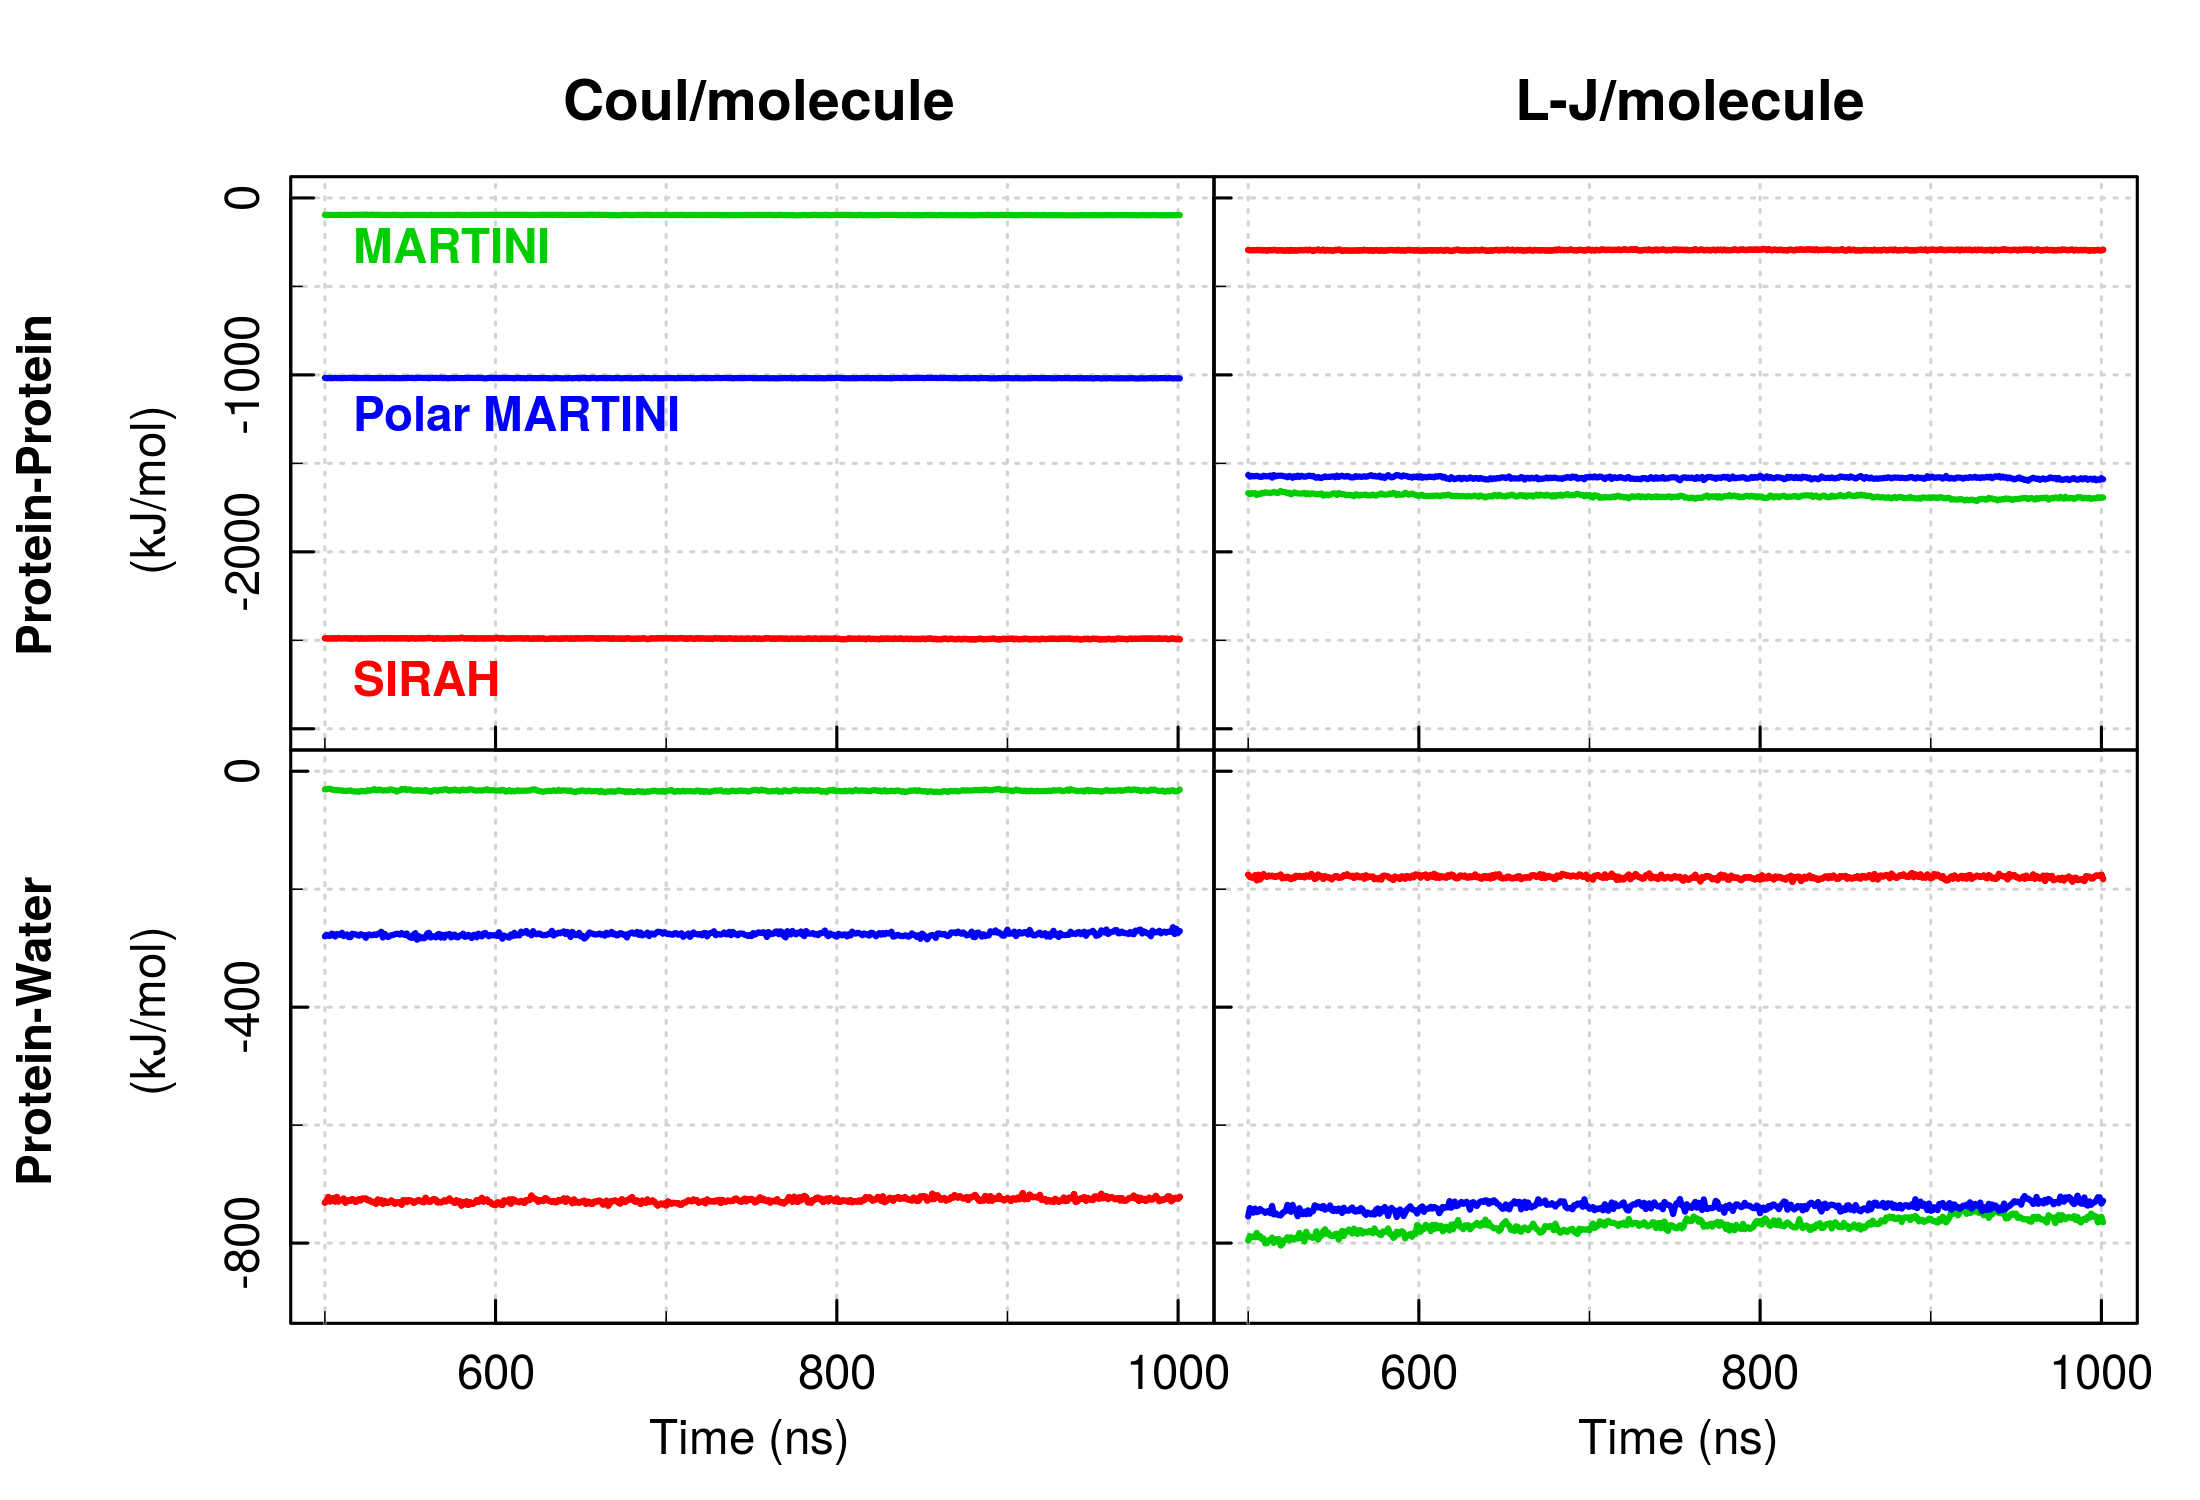 Coul/molecule
L-J/molecule
Protein-Protein
(kJ/mol)
0
-1000
-2000
MARTINI
Polar MARTINI
SIRAH
Protein-Water
(kJ/mol)
0
-400
-800
600 800 1000
600 800 1000
Time (ns)
Time (ns)